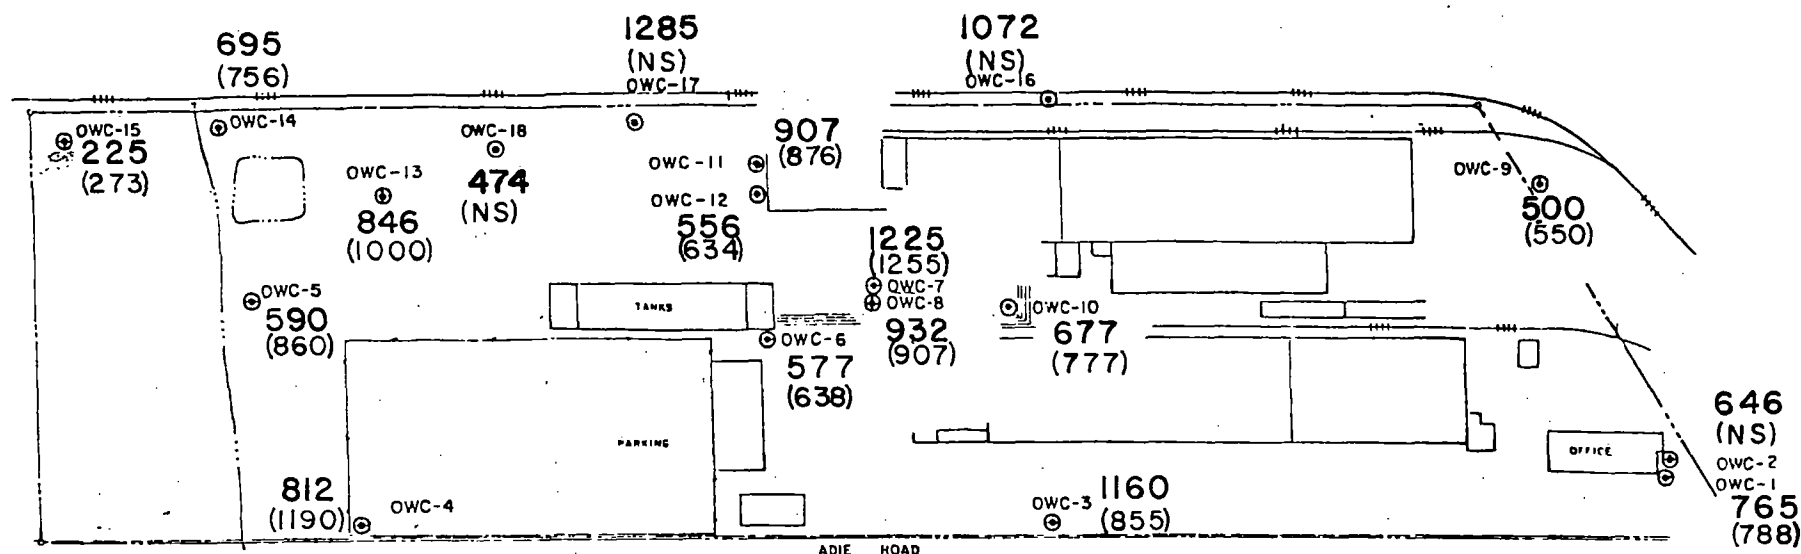 695
(756)
1285
(NS)
OWC-17
1072
(NS)
OWC-16
OWC-15
225
(273)
OWC-14
OWC-18
474
(NS)
OWC-13
846
(1000)
907
(876)
OWC-11
OWC-12
556
(634)
OWC-9
500
(550)
1225
(1255)
OWC-7
OWC-8
932
(907)
OWC-5
590
(860)
TANKS
OWC-6
577
(638)
OWC-10
677
(777)
PARKING
646
(NS)
OFFICE
OWC-2
OWC-1
765
(788)
812
(1190)
OWC-4
OWC-3
1160
(855)
ADIE ROAD